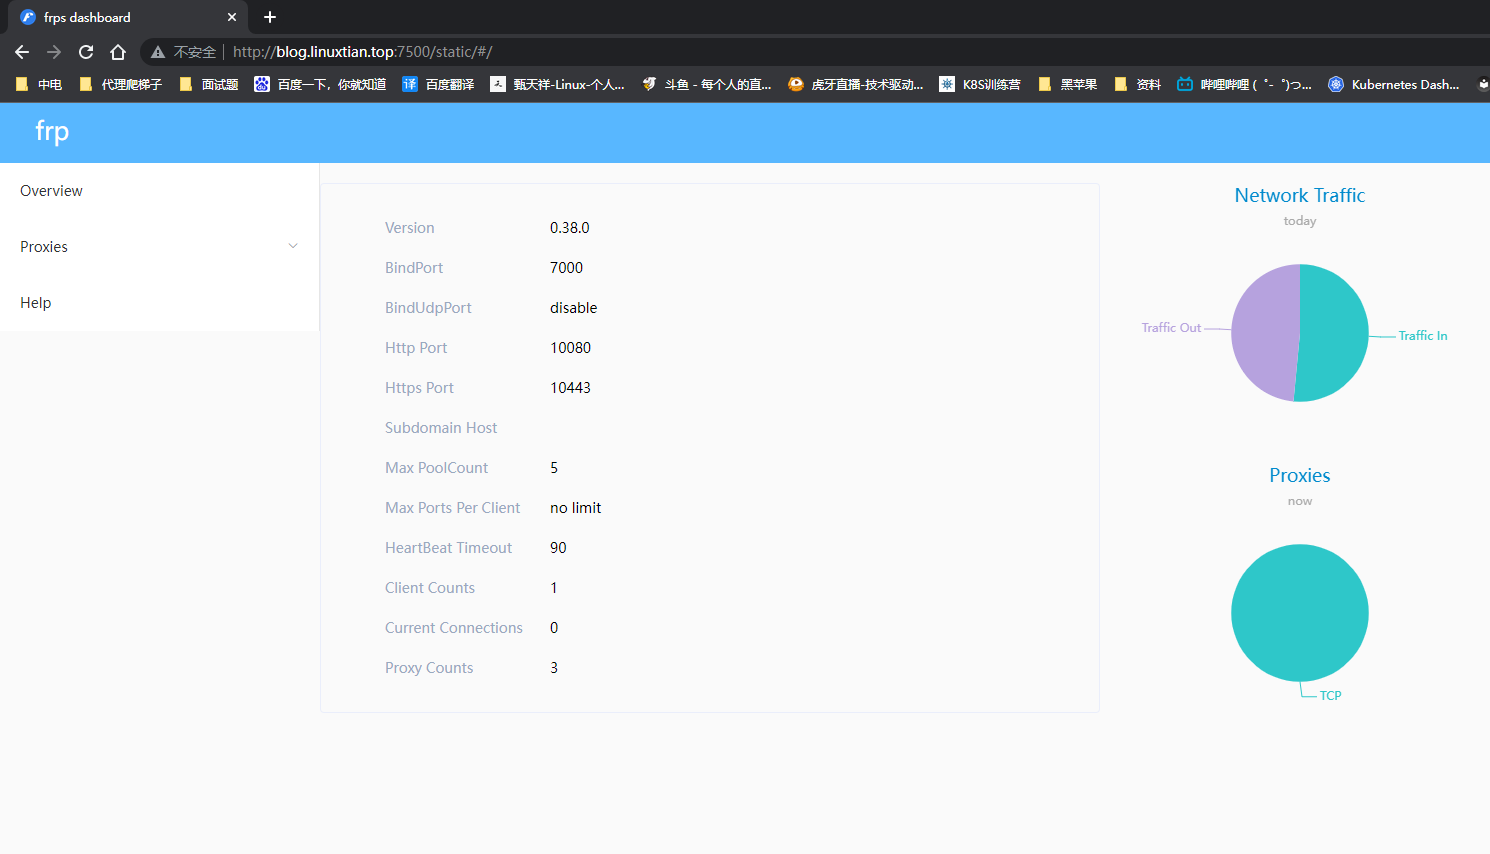 frps dashboard
不安全 http://blog.linuxtian.top:7500/static/#/
中电 代理爬梯子 面试题 百度一下，你就知道 译 百度翻译 甄天祥-Linux-个人... 斗鱼 - 每个人的直... 虎牙直播-技术驱动... K8S训练营 黑苹果 资料 哔哩哔哩 ( ゜- ゜)つ... Kubernetes Dash...
frp
Overview
Proxies
Help
Version 0.38.0
BindPort 7000
BindUdpPort disable
Http Port 10080
Https Port 10443
Subdomain Host
Max PoolCount 5
Max Ports Per Client no limit
HeartBeat Timeout 90
Client Counts 1
Current Connections 0
Proxy Counts 3
Network Traffic
today
Traffic Out
Traffic In
Proxies
now
TCP